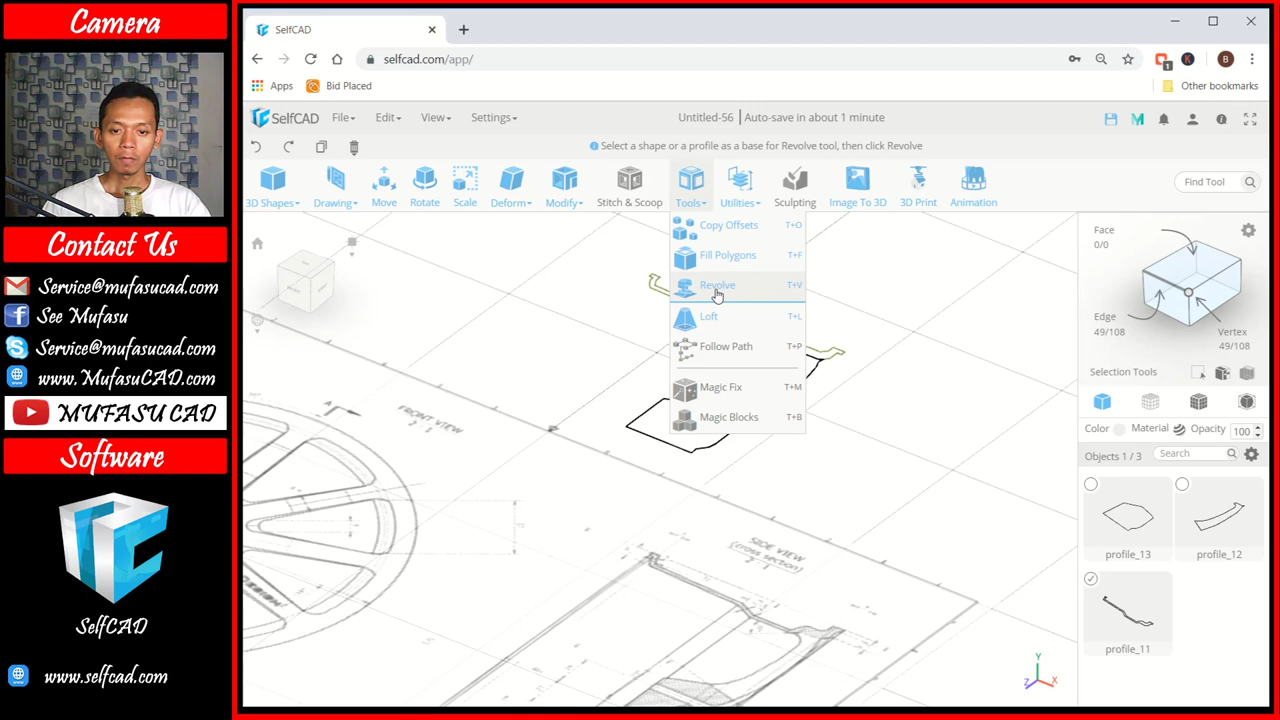 Camera
Contact Us
Service@mufasucad.com
See Mufasu
Service@mufasucad.com
www. MufasuCAD.com
MUFASU CAD
Software
SelfCAD
www.selfcad.com
SelfCAD
selfcad.com/app/
B
Apps
Bid Placed
Other bookmarks
SelfCAD
File
Edit
View
Settings
Untitled-56
Auto-save in about 1 minute
Select a shape or a profile as a base for Revolve tool, then click Revolve
3D Shapes
Drawing
Move
Rotate
Scale
Deform
Modify
Stitch & Scoop
Tools
Utilities
Sculpting
Image To 3D
3D Print
Animation
Find Tool
Copy Offsets T+O
Fill Polygons T+F
Revolve T+V
Loft T+L
Follow Path T+P
Magic Fix T+M
Magic Blocks T+B
FRONT VIEW
2 : 1
A
SIDE VIEW
(cross section)
2 : 1
Y
Z
X
Face
0/0
Edge
49/108
Vertex
49/108
Selection Tools
Color
Material
Opacity
100
Objects 1 / 3
Search
profile_13
profile_12
profile_11